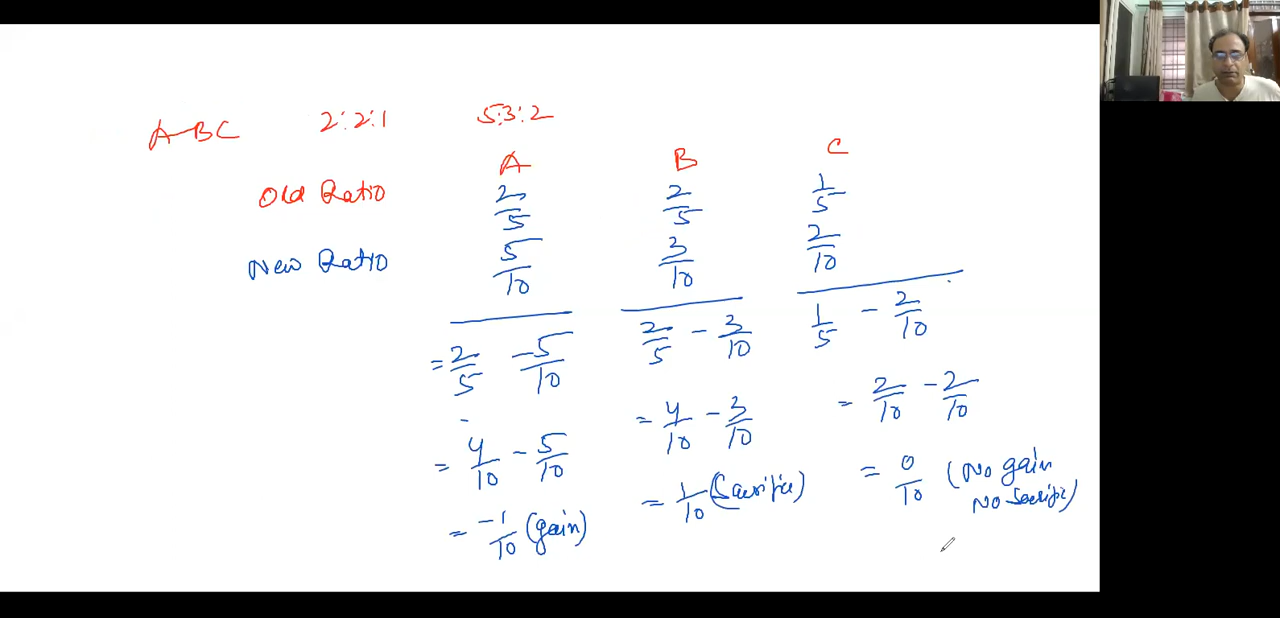 ABC 2:2:1 5:3:2
A B C
Old Ratio 2/5 2/5 1/5
New Ratio 5/10 3/10 2/10
= 2/5 - 5/10 2/5 - 3/10 1/5 - 2/10
= 4/10 - 5/10 = 4/10 - 3/10 = 2/10 - 2/10
= -1/10 (gain) = 1/10 (Sacrifice) = 0/10 (No gain
No Sacrific)